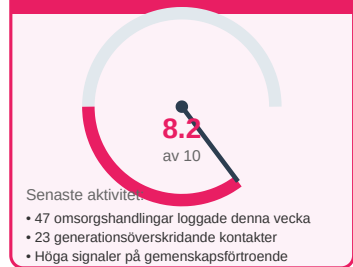 8.2
av 10
Senaste aktivitet:
• 47 omsorgshandlingar loggade denna vecka
• 23 generationsöverskridande kontakter
• Höga signaler på gemenskapsförtroende